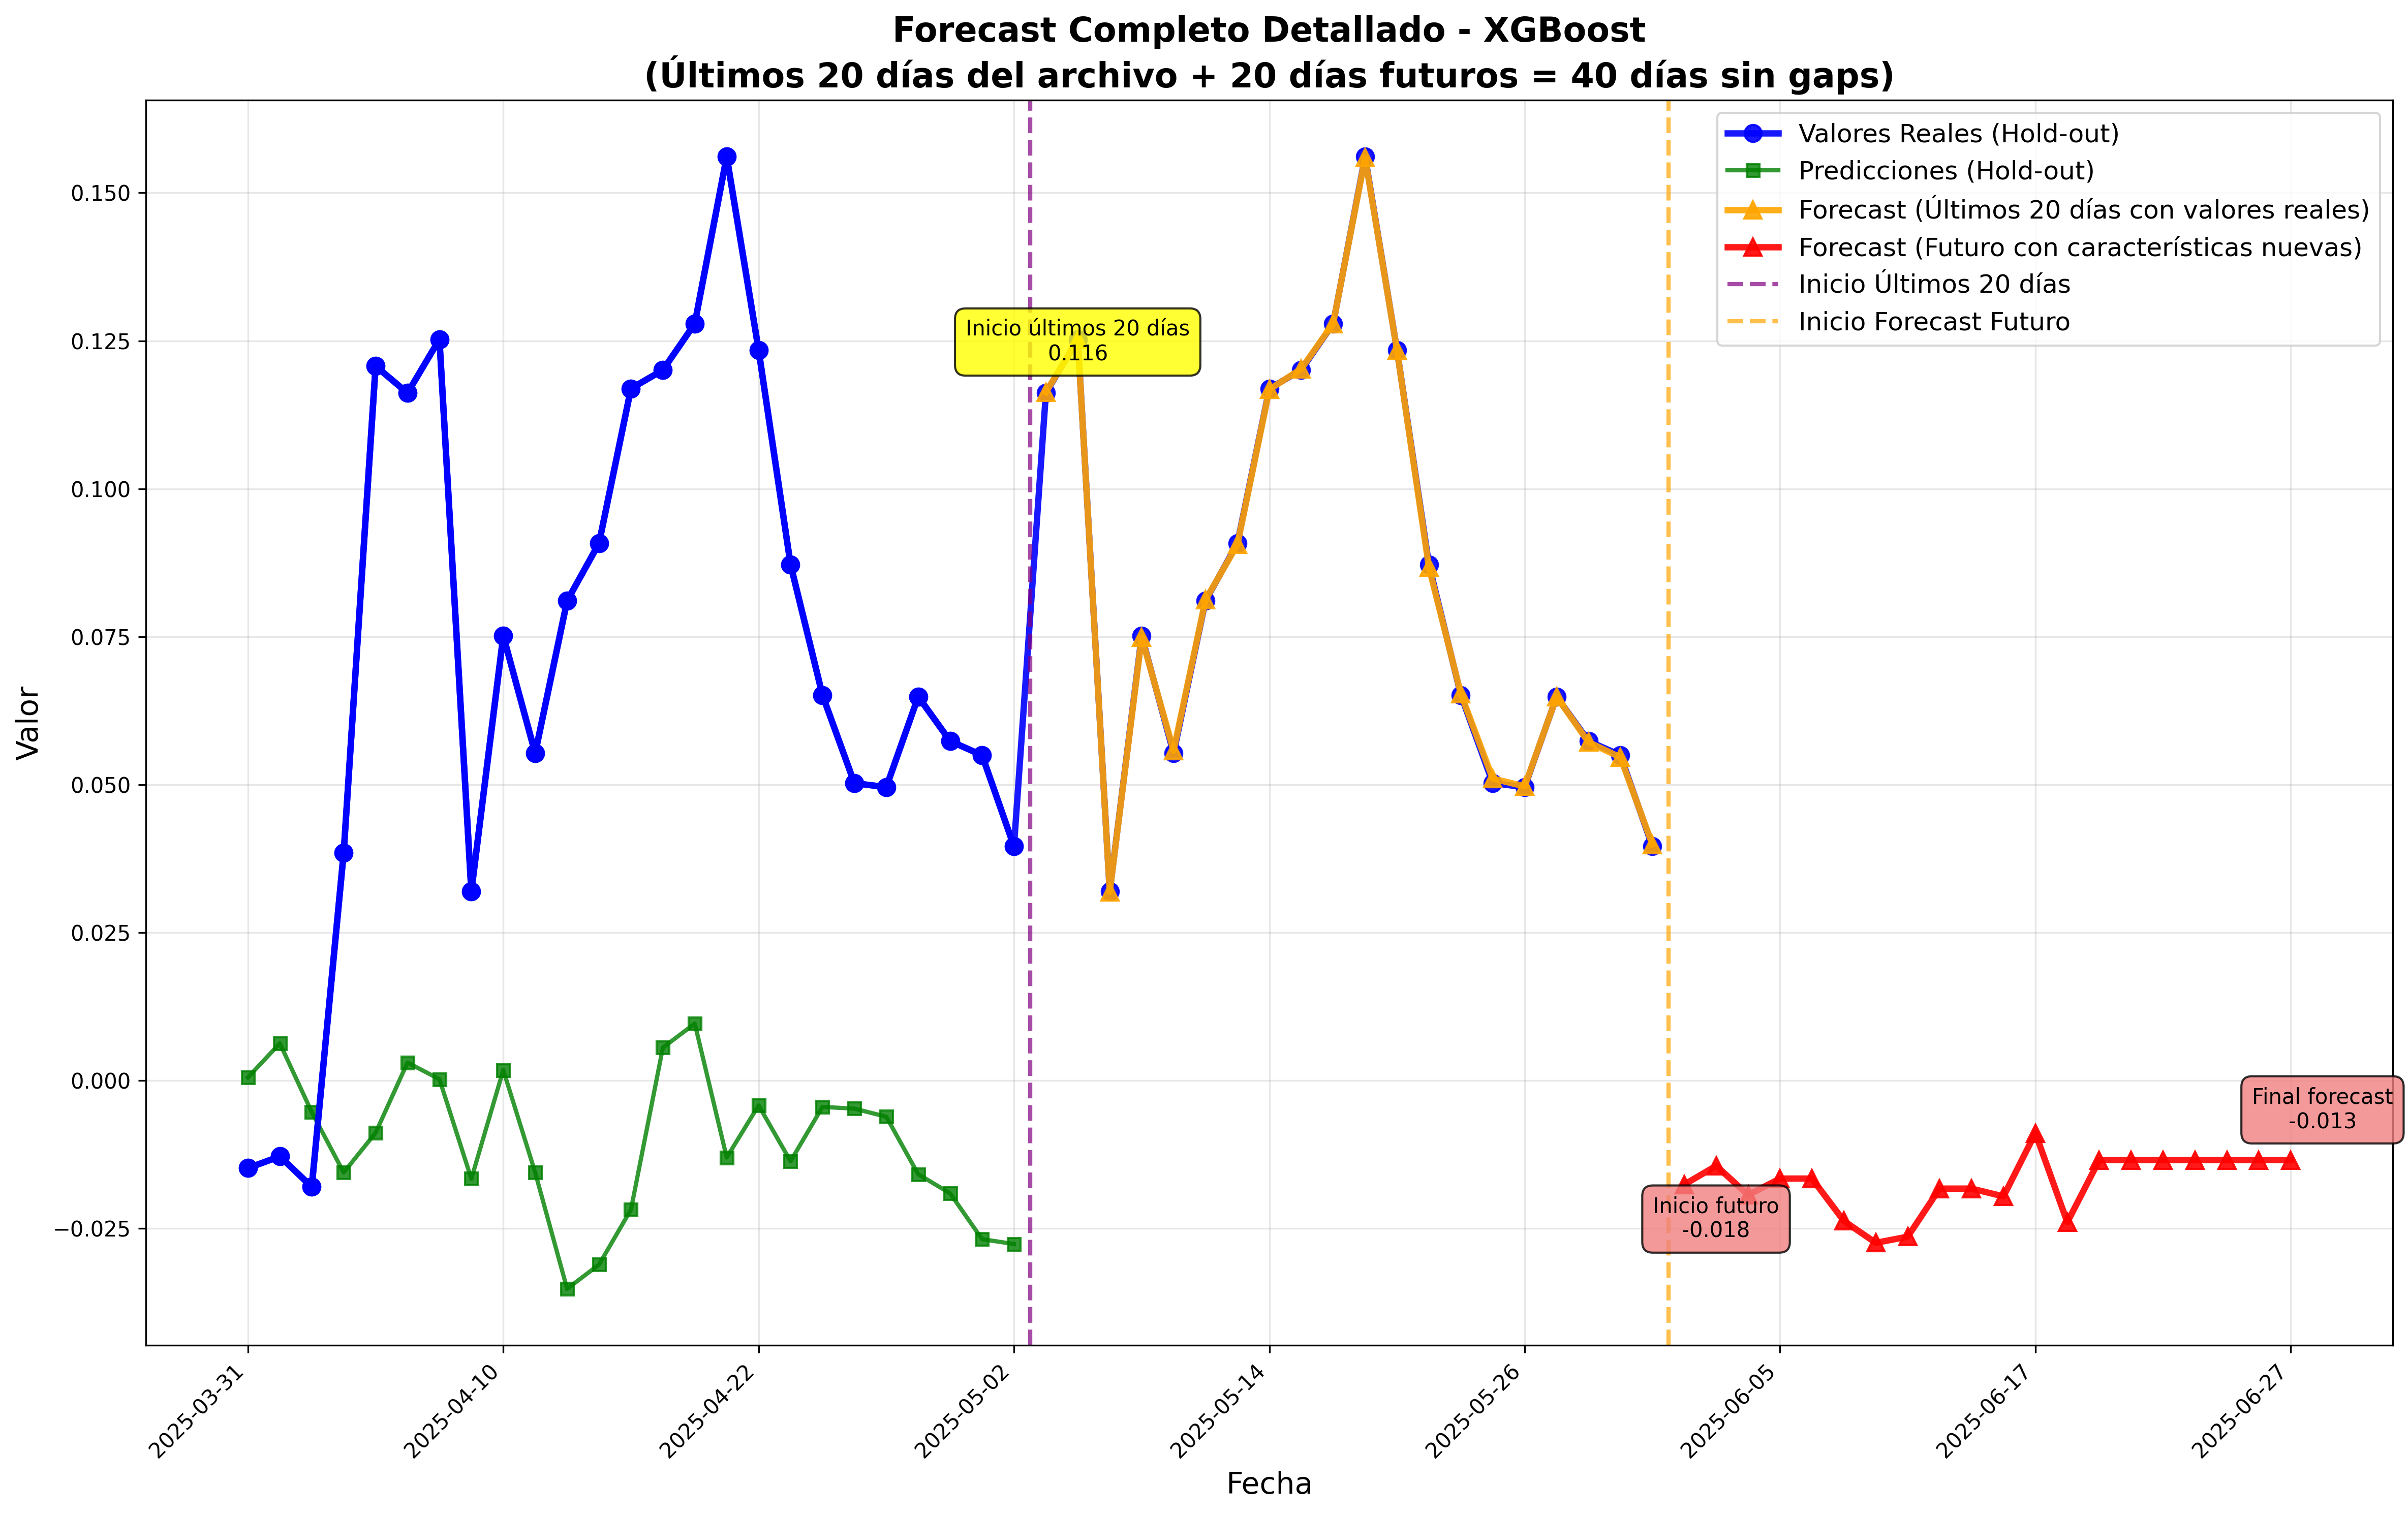 Forecast Completo Detallado - XGBoost
(Últimos 20 días del archivo + 20 días futuros = 40 días sin gaps)
Valores Reales (Hold-out)
Predicciones (Hold-out)
Forecast (Últimos 20 días con valores reales)
Forecast (Futuro con características nuevas)
Inicio Últimos 20 días
Inicio Forecast Futuro
Inicio últimos 20 días
0.116
Inicio futuro
-0.018
Final forecast
-0.013
Valor
0.150
0.125
0.100
0.075
0.050
0.025
0.000
−0.025
2025-03-31
2025-04-10
2025-04-22
2025-05-02
2025-05-14
2025-05-26
2025-06-05
2025-06-17
2025-06-27
Fecha